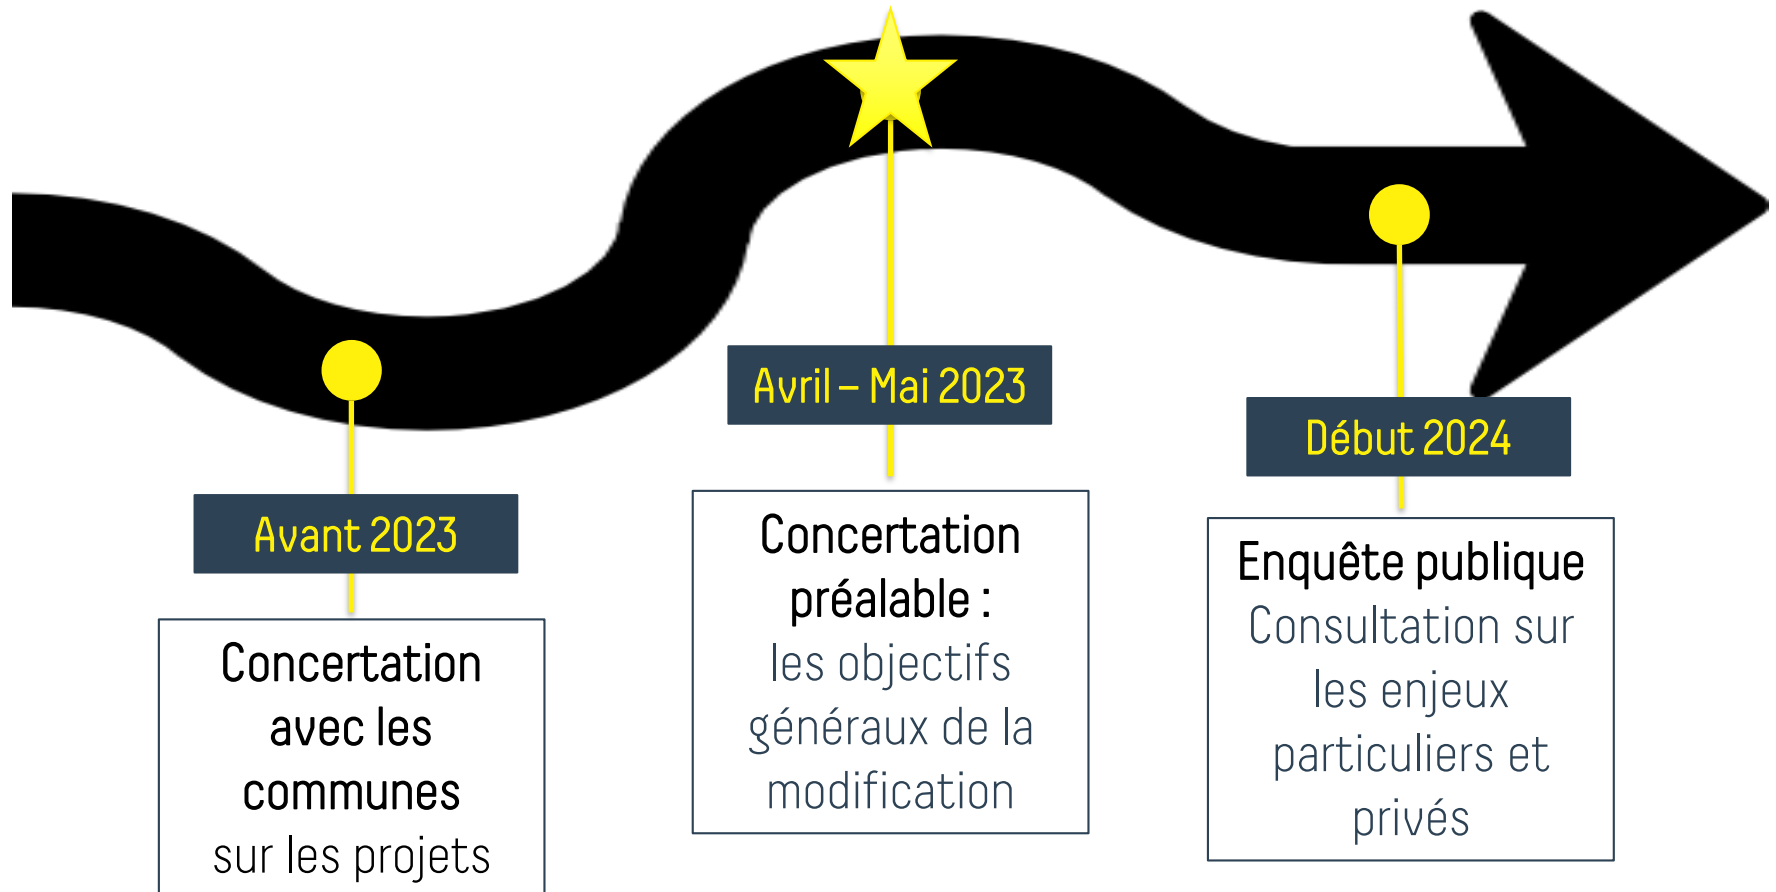 Avant 2023
Concertation
avec les
communes
sur les projets
Avril – Mai 2023
Concertation
préalable :
les objectifs
généraux de la
modification
Début 2024
Enquête publique
Consultation sur
les enjeux
particuliers et
privés